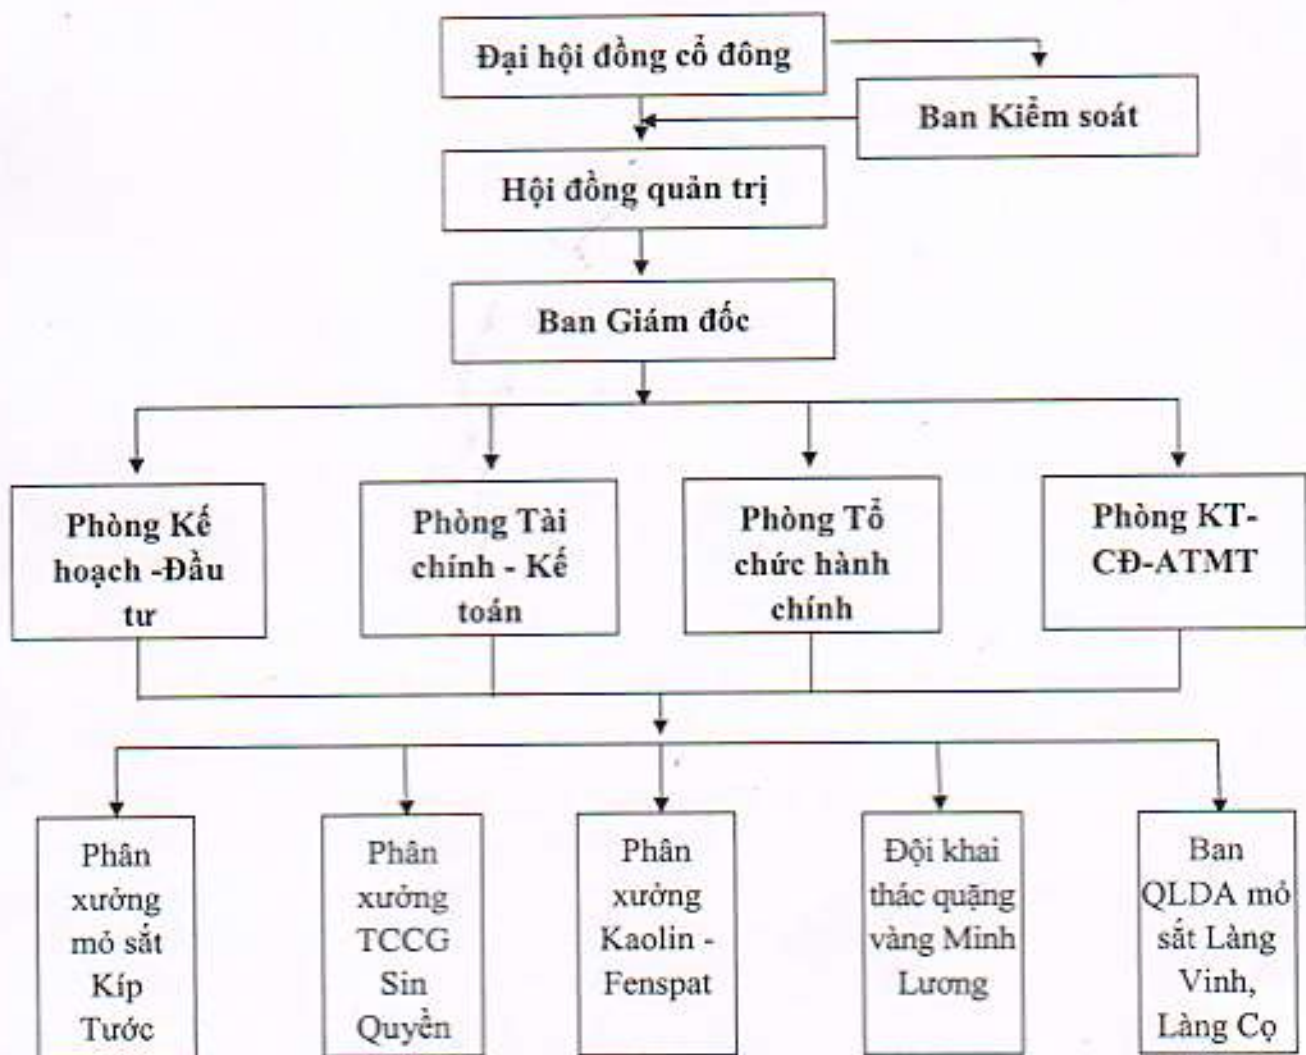 Đại hội đồng cổ đông
Ban Kiểm soát
Hội đồng quản trị
Ban Giám đốc
Phòng Kế
hoạch -Đầu
tư
Phòng Tài
chính - Kế
toán
Phòng Tổ
chức hành
chính
Phòng KT-
CĐ-ATMT
Phân
xưởng
mỏ sắt
Kíp
Tước
Phân
xưởng
TCCG
Sin
Quyền
Phân
xưởng
Kaolin -
Fenspat
Đội khai
thác quặng
vàng Minh
Lương
Ban
QLDA mỏ
sắt Làng
Vinh,
Làng Cọ